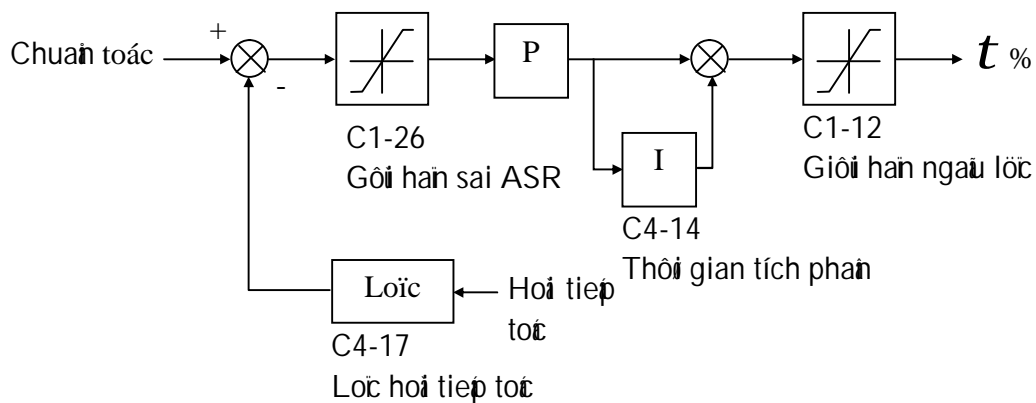 +
Chuaån toác
-
P
t %
C1-26
Gôùi haïn sai ASR
I
C1-12
Giôùi haïn ngaãu löïc
C4-14
Thôøi gian tích phaân
Loïc
Hoài tieáp
toác
C4-17
Loïc hoài tieáp toác